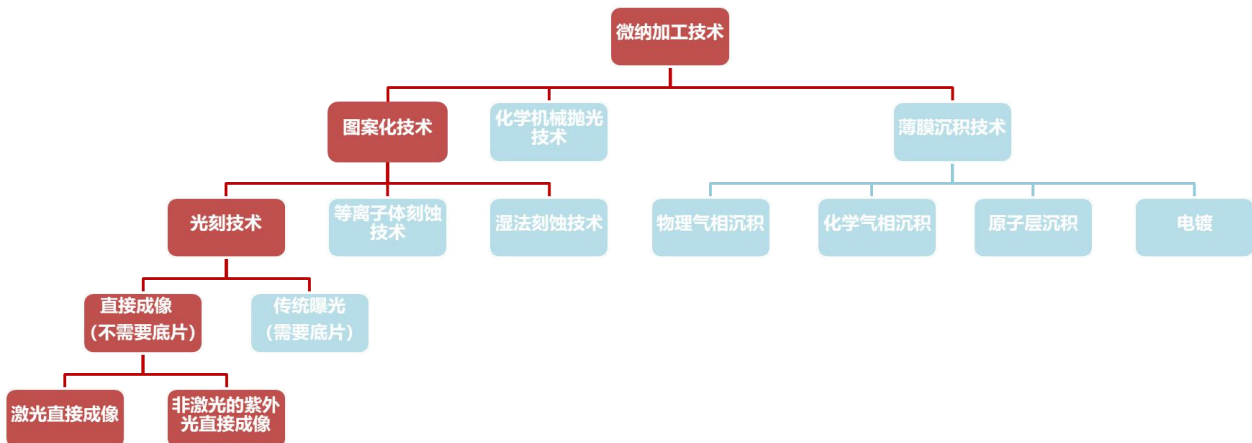 微纳加工技术
图案化技术
化学机械抛光
技术
薄膜沉积技术
光刻技术
等离子体刻蚀
技术
湿法刻蚀技术
物理气相沉积
化学气相沉积
原子层沉积
电镀
直接成像
（不需要底片）
传统曝光
（需要底片）
激光直接成像
非激光的紫外
光直接成像